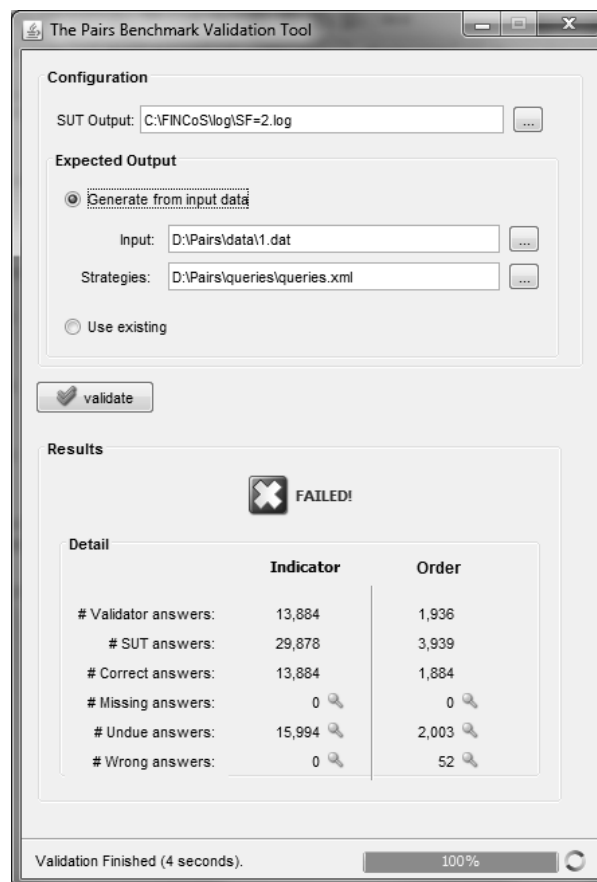 The Pairs Benchmark Validation Tool
Configuration
SUT Output: C:\FINCoS\log\SF=2.log ...
Expected Output
Generate from input data
Input: D:\Pairs\data\1.dat ...
Strategies: D:\Pairs\queries\queries.xml ...
Use existing
validate
Results
FAILED!
Detail
Indicator Order
# Validator answers: 13,884 1,936
# SUT answers: 29,878 3,939
# Correct answers: 13,884 1,884
# Missing answers: 0 0
# Undue answers: 15,994 2,003
# Wrong answers: 0 52
Validation Finished (4 seconds). 100%